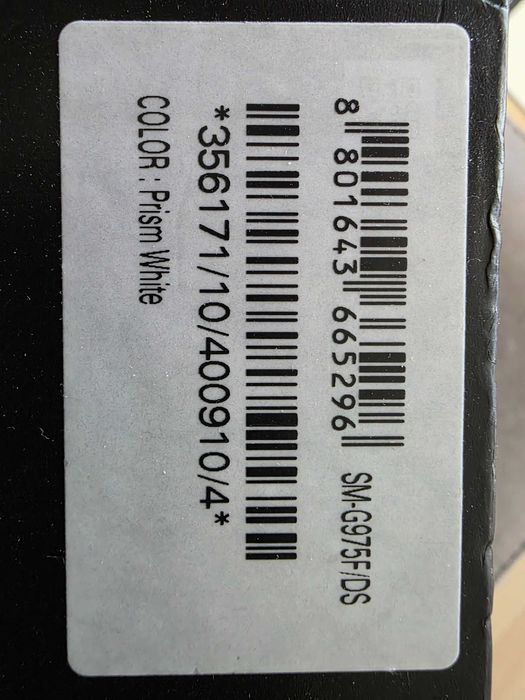 8 801643 665296
SM-G975F/DS
*356171/10/400910/4*
COLOR : Prism White